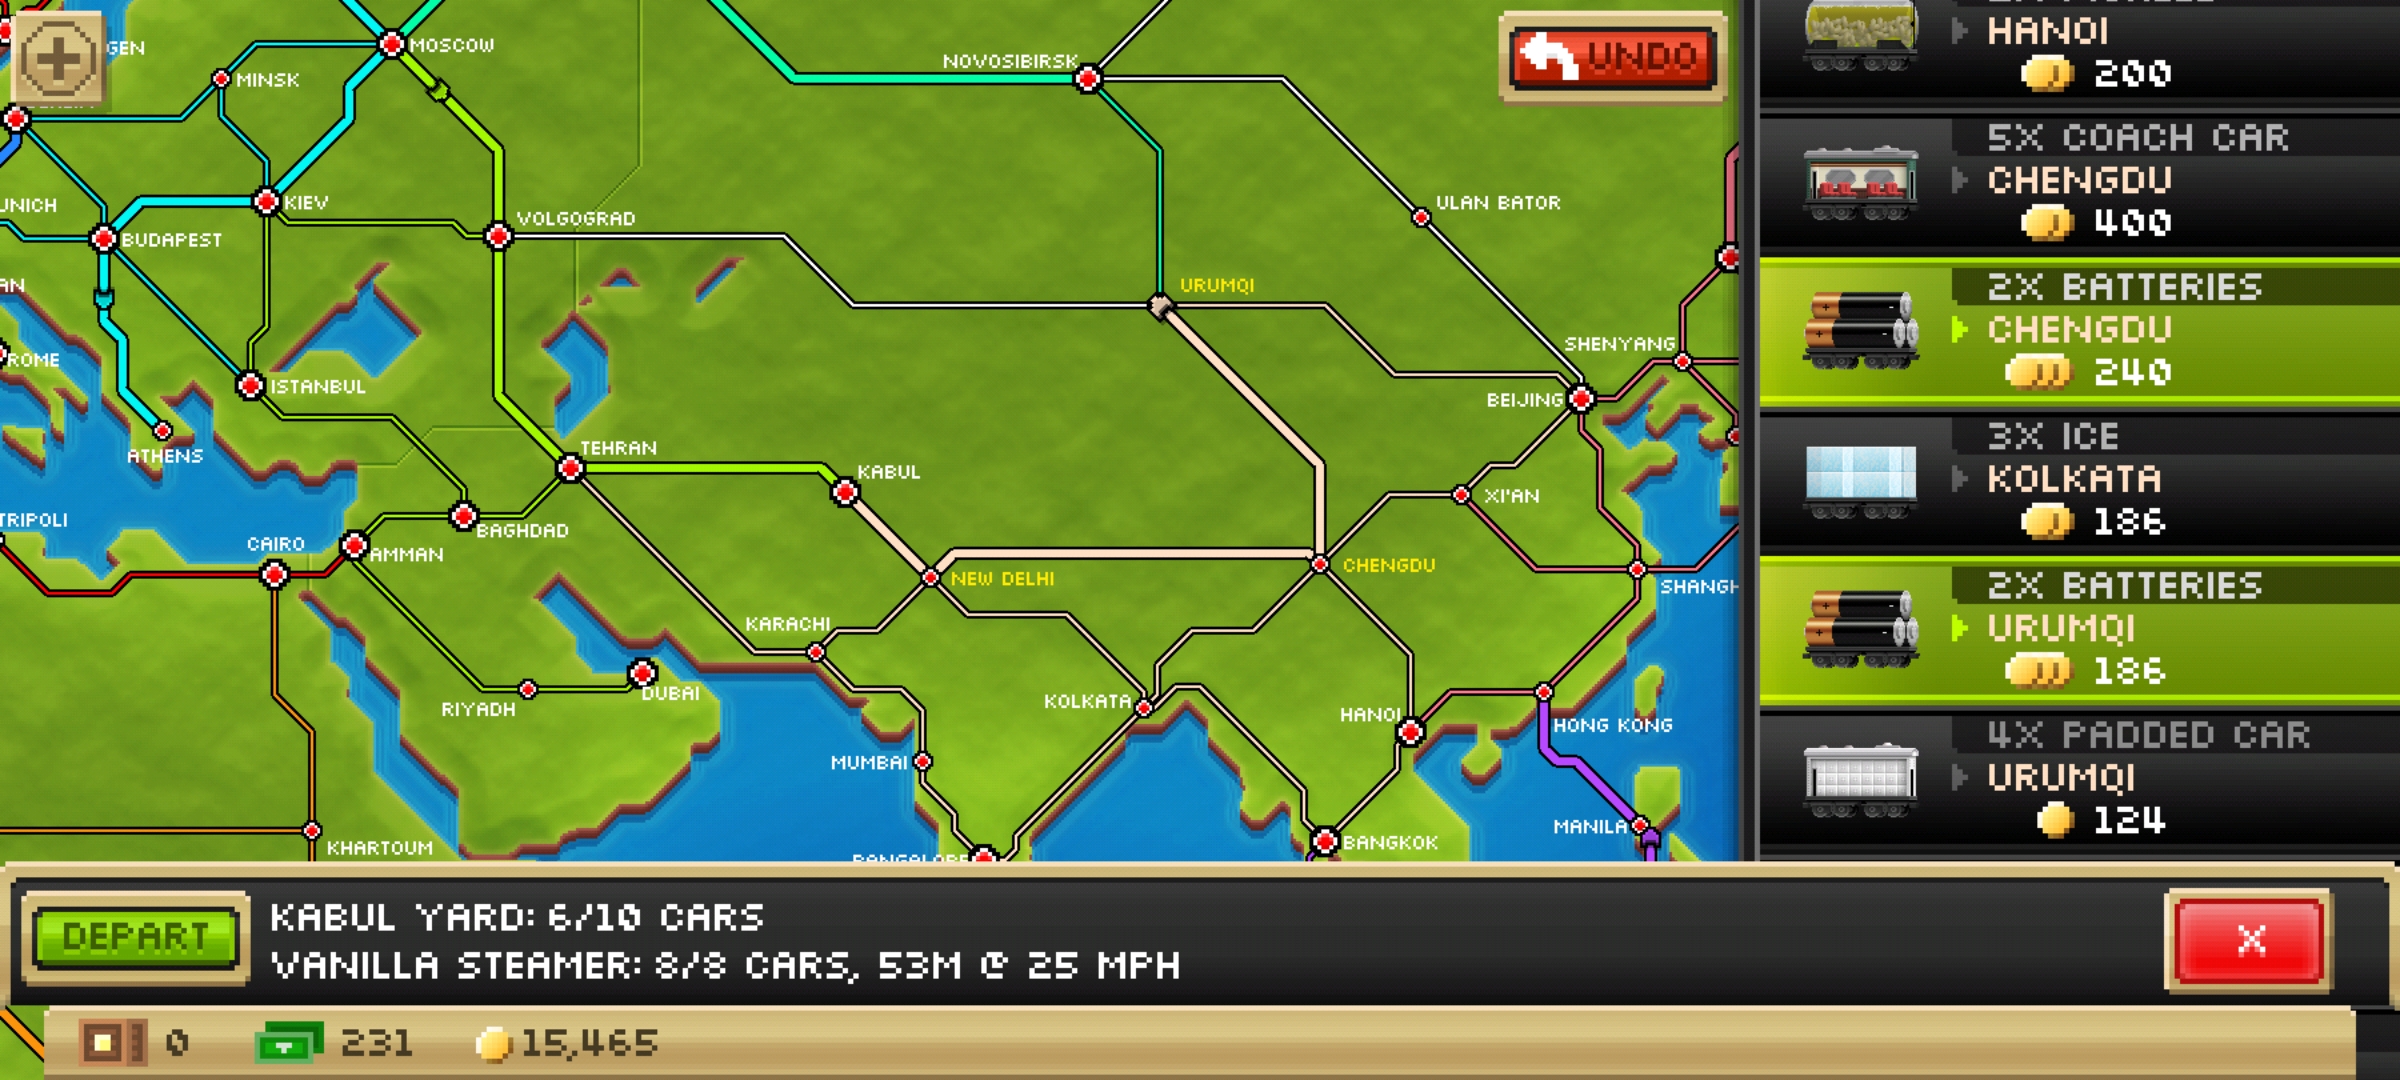 MOSCOW
MINSK
NOVOSIBIRSK
UNDO
KIEV
VOLGOGRAD
ULAN BATOR
BUDAPEST
URUMQI
SHENYANG
ROME
ISTANBUL
BEIJING
ATHENS
TEHRAN
KABUL
XI'AN
TRIPOLI
CAIRO
BAGHDAD
AMMAN
NEW DELHI
CHENGDU
KARACHI
RIYADH
DUBAI
KOLKATA
HANOI
HONG KONG
MUMBAI
MANILA
KHARTOUM
BANGKOK
HANOI
200
5X COACH CAR
CHENGDU
400
2X BATTERIES
CHENGDU
240
3X ICE
KOLKATA
186
2X BATTERIES
URUMQI
186
4X PADDED CAR
URUMQI
124
DEPART
KABUL YARD: 6/10 CARS
VANILLA STEAMER: 8/8 CARS, 53M @ 25 MPH
X
0
231
15,465